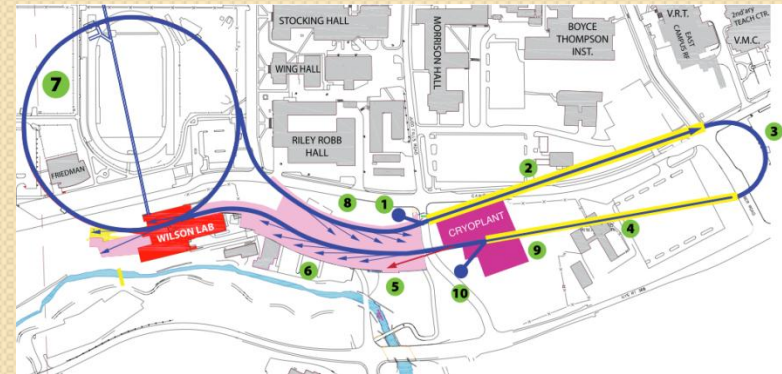 STOCKING HALL
WING HALL
RILEY ROBB
HALL
MORRISON HALL
BOYCE
THOMPSON
INST.
V.R.T.
EAST
CAMPUS RF
2nd'ary
TEACH CTR.
V.M.C.
7
FRIEDMAN
WILSON LAB
8
1
2
3
CRYOPLANT
4
9
6
5
10